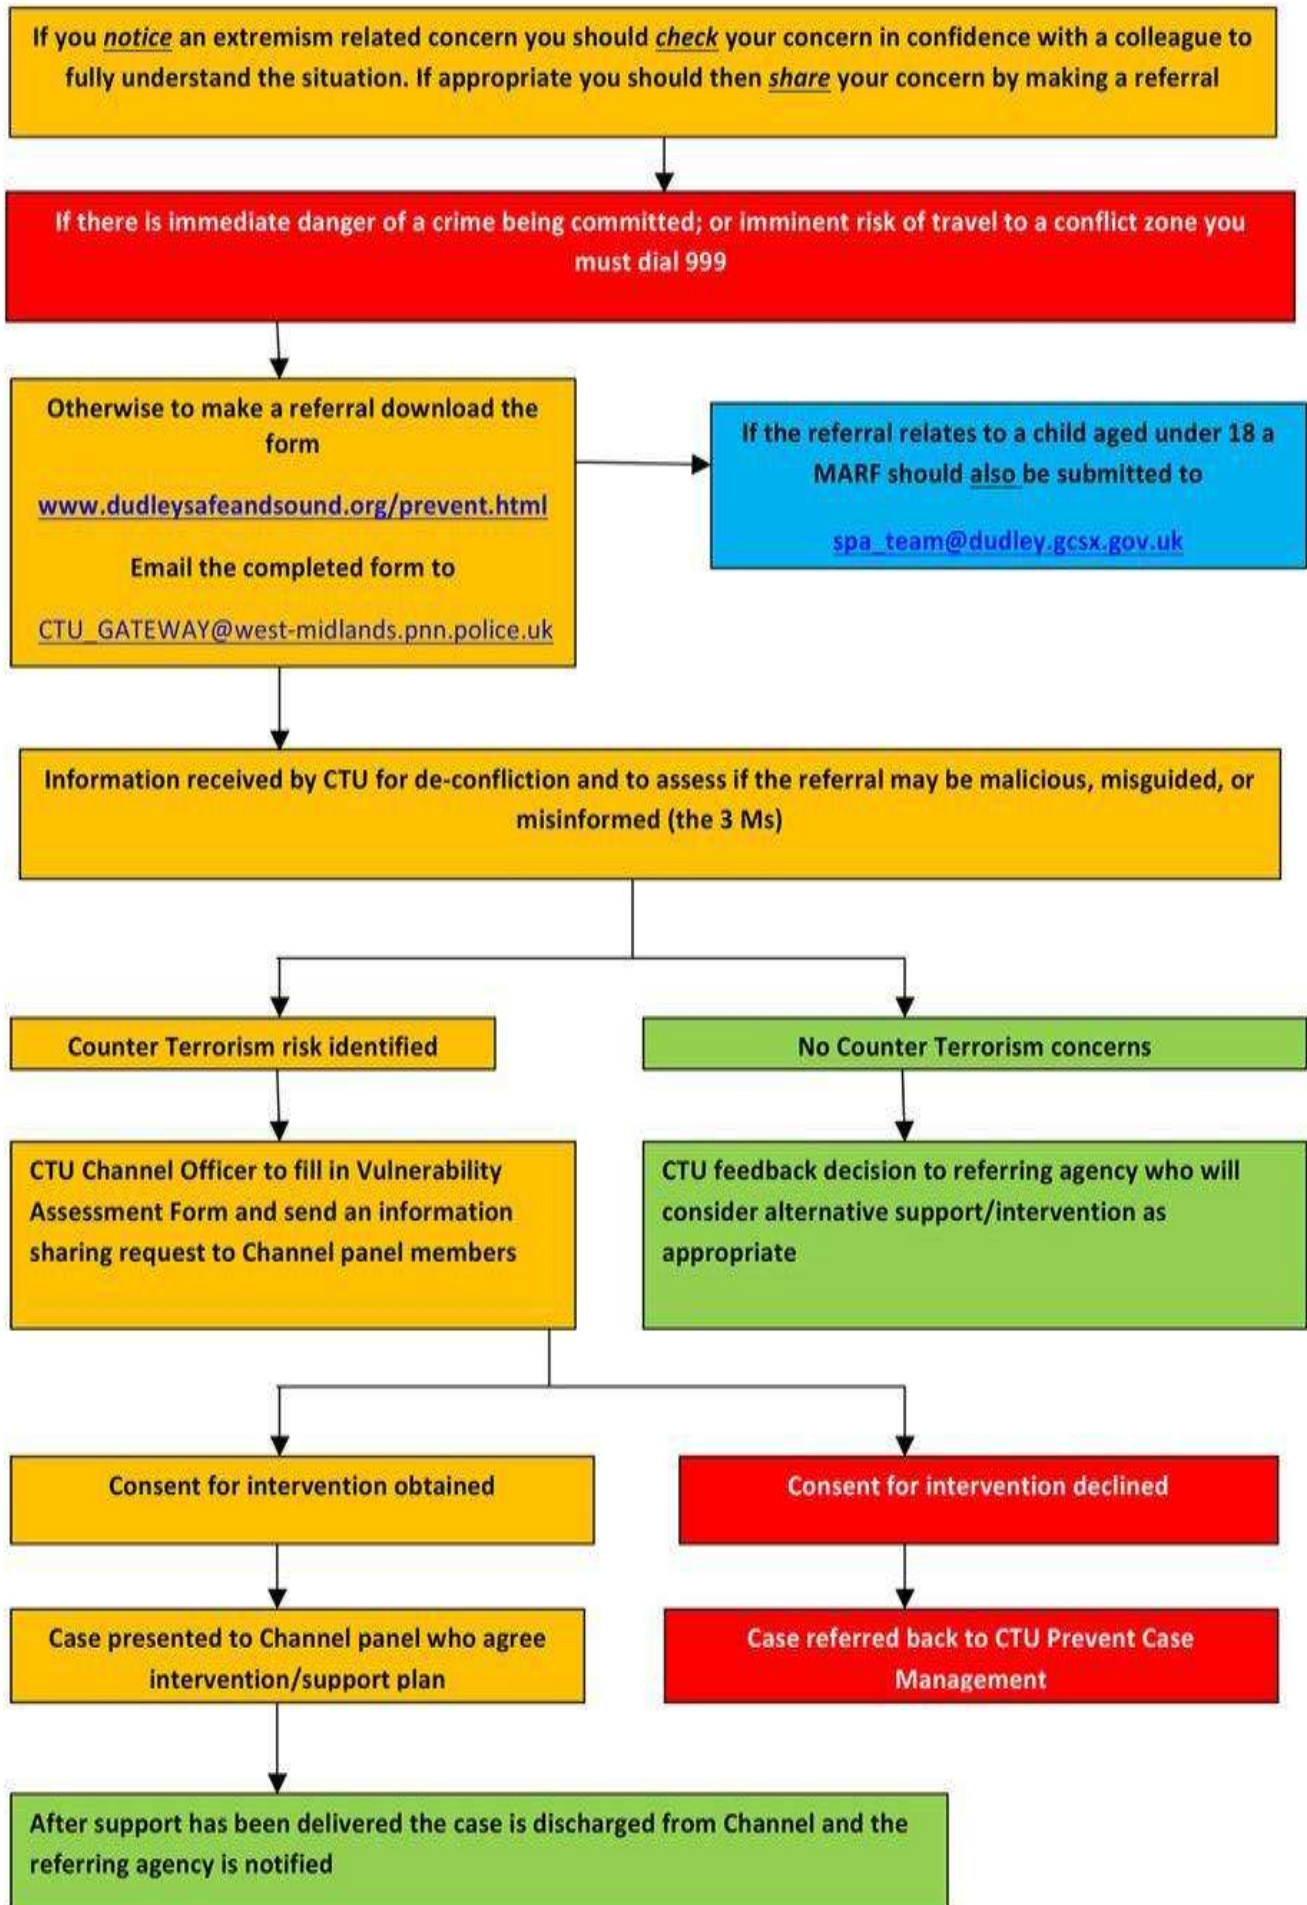 If you notice an extremism related concern you should check your concern in confidence with a colleague to
fully understand the situation. If appropriate you should then share your concern by making a referral
If there is immediate danger of a crime being committed; or imminent risk of travel to a conflict zone you
must dial 999
Otherwise to make a referral download the
form
www.dudleysafeandsound.org/prevent.html
Email the completed form to
CTU_GATEWAY@west-midlands.pnn.police.uk
If the referral relates to a child aged under 18 a
MARF should also be submitted to
spa_team@dudley.gcsx.gov.uk
Information received by CTU for de-confliction and to assess if the referral may be malicious, misguided, or
misinformed (the 3 Ms)
Counter Terrorism risk identified
No Counter Terrorism concerns
CTU Channel Officer to fill in Vulnerability
Assessment Form and send an information
sharing request to Channel panel members
CTU feedback decision to referring agency who will
consider alternative support/intervention as
appropriate
Consent for intervention obtained
Consent for intervention declined
Case presented to Channel panel who agree
intervention/support plan
Case referred back to CTU Prevent Case
Management
After support has been delivered the case is discharged from Channel and the
referring agency is notified